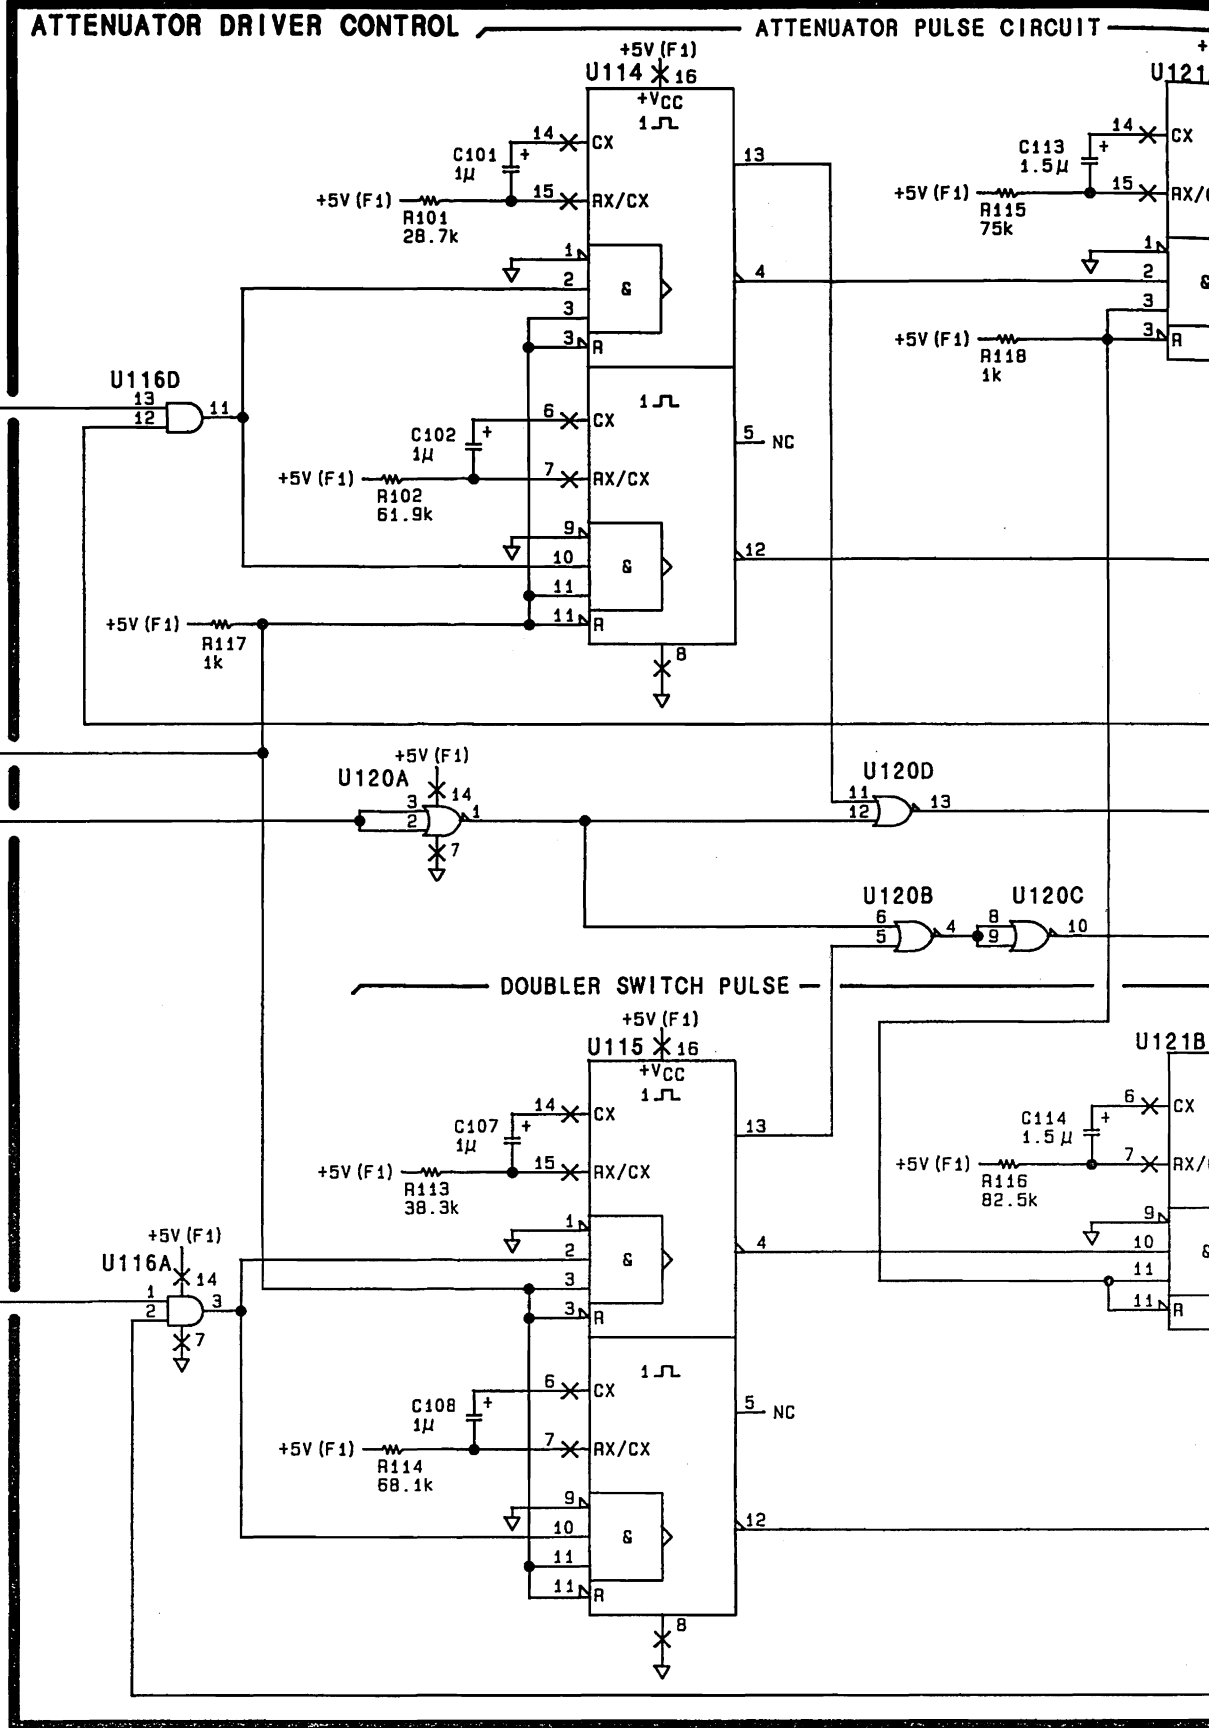 ATTENUATOR DRIVER CONTROL
ATTENUATOR PULSE CIRCUIT
+5V (F1)
U114
16
+VCC
1
14
CX
C101
+
1µ
+5V (F1)
15
RX/CX
R101
28.7k
1
2
&
3
3
R
13
4
U121
14
CX
C113
+
1.5µ
+5V (F1)
15
R115
75k
1
2
3
+5V (F1)
3
R
R118
1k
U116D
13
12
11
1
6
CX
C102
+
1µ
+5V (F1)
7
RX/CX
R102
61.9k
5
NC
9
10
&
11
11
R
12
+5V (F1)
R117
1k
8
+5V (F1)
U120A
14
3
2
1
7
U120D
11
12
13
U120B
6
5
4
U120C
8
9
10
DOUBLER SWITCH PULSE
+5V (F1)
U115
16
+VCC
1
14
CX
C107
+
1µ
+5V (F1)
15
RX/CX
R113
38.3k
13
1
2
&
3
3
R
4
U121B
6
CX
C114
+
1.5µ
+5V (F1)
7
R116
82.5k
9
10
11
11
R
+5V (F1)
U116A
14
1
2
3
7
1
6
CX
C108
+
1µ
+5V (F1)
7
RX/CX
R114
68.1k
5
NC
9
10
&
11
11
R
12
8